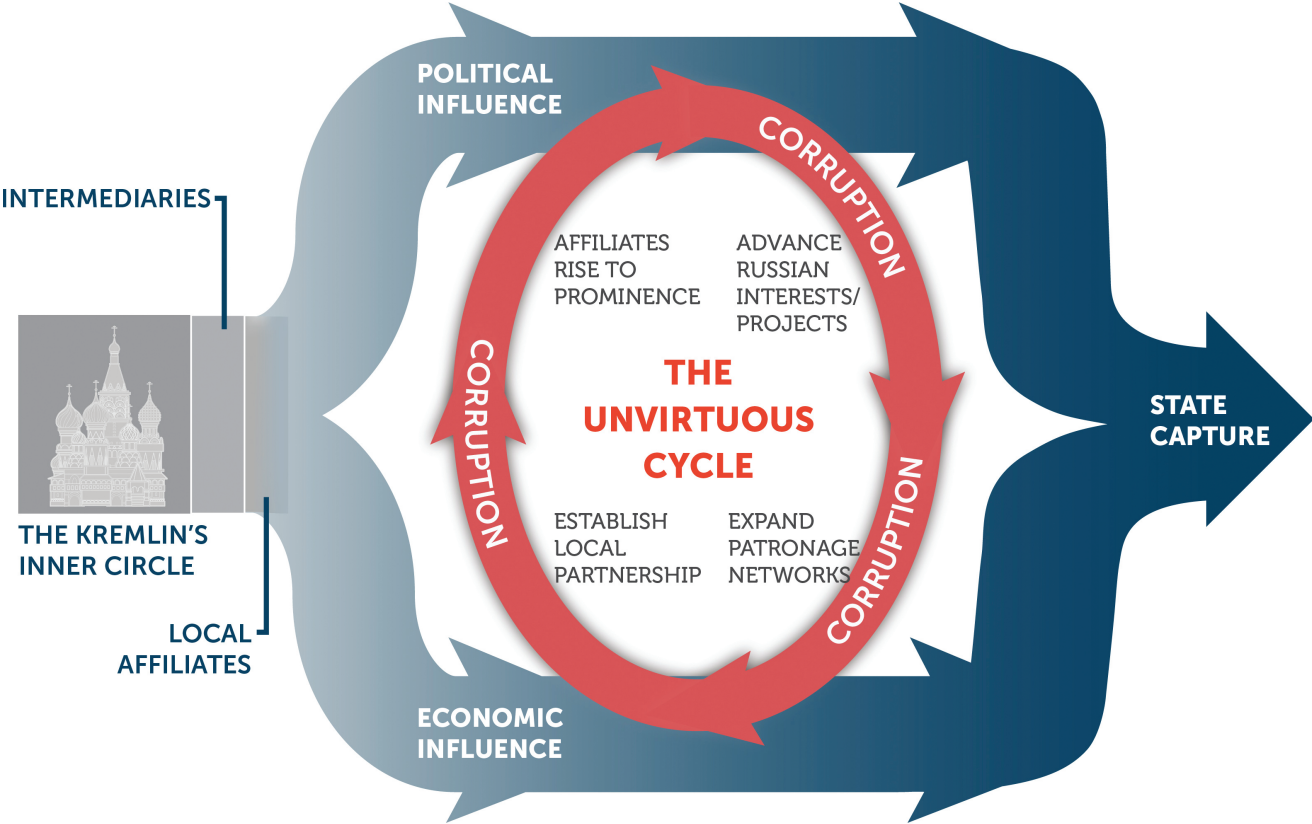 POLITICAL
INFLUENCE
CORRUPTION
INTERMEDIARIES
AFFILIATES
RISE TO
PROMINENCE
ADVANCE
RUSSIAN
INTERESTS/
PROJECTS
CORRUPTION
THE
UNVIRTUOUS
CYCLE
STATE
CAPTURE
THE KREMLIN'S
INNER CIRCLE
ESTABLISH
LOCAL
PARTNERSHIP
EXPAND
PATRONAGE
NETWORKS
CORRUPTION
LOCAL
AFFILIATES
ECONOMIC
INFLUENCE